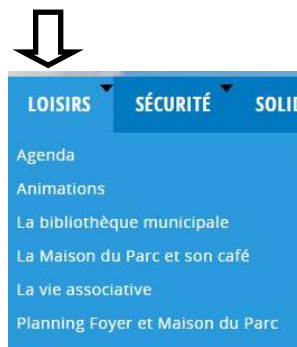 LOISIRS SÉCURITÉ
Agenda
Animations
La bibliothèque municipale
La Maison du Parc et son café
La vie associative
Planning Foyer et Maison du Parc